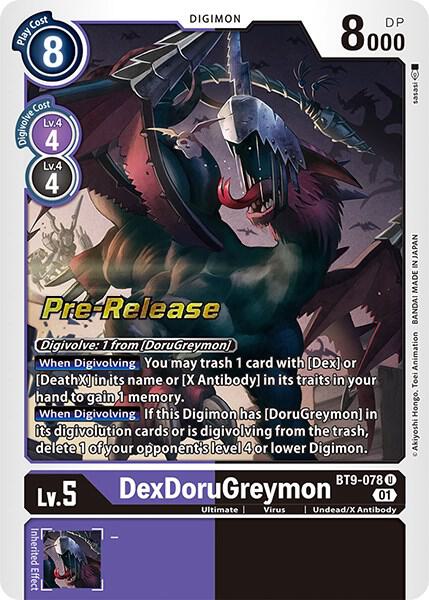 Play Cost
8
DIGIMON
DP
8000
Digivolve Cost
Lv.4
4
Lv.4
4
sasasi
Pre-Release
Digivolve: 1 from [DoruGreymon]
When Digivolving You may trash 1 card with [Dex] or
[DeathX] in its name or [X Antibody] in its traits in your
hand to gain 1 memory.
When Digivolving If this Digimon has [DoruGreymon] in
its digivolution cards or is digivolving from the trash,
delete 1 of your opponent's level 4 or lower Digimon.
© Akiyoshi Hongo, Toei Animation BANDAI MADE IN JAPAN
Lv.5
DexDoruGreymon
BT9-078 U
01
Ultimate | Virus | Undead/X Antibody
Inherited Effect
–